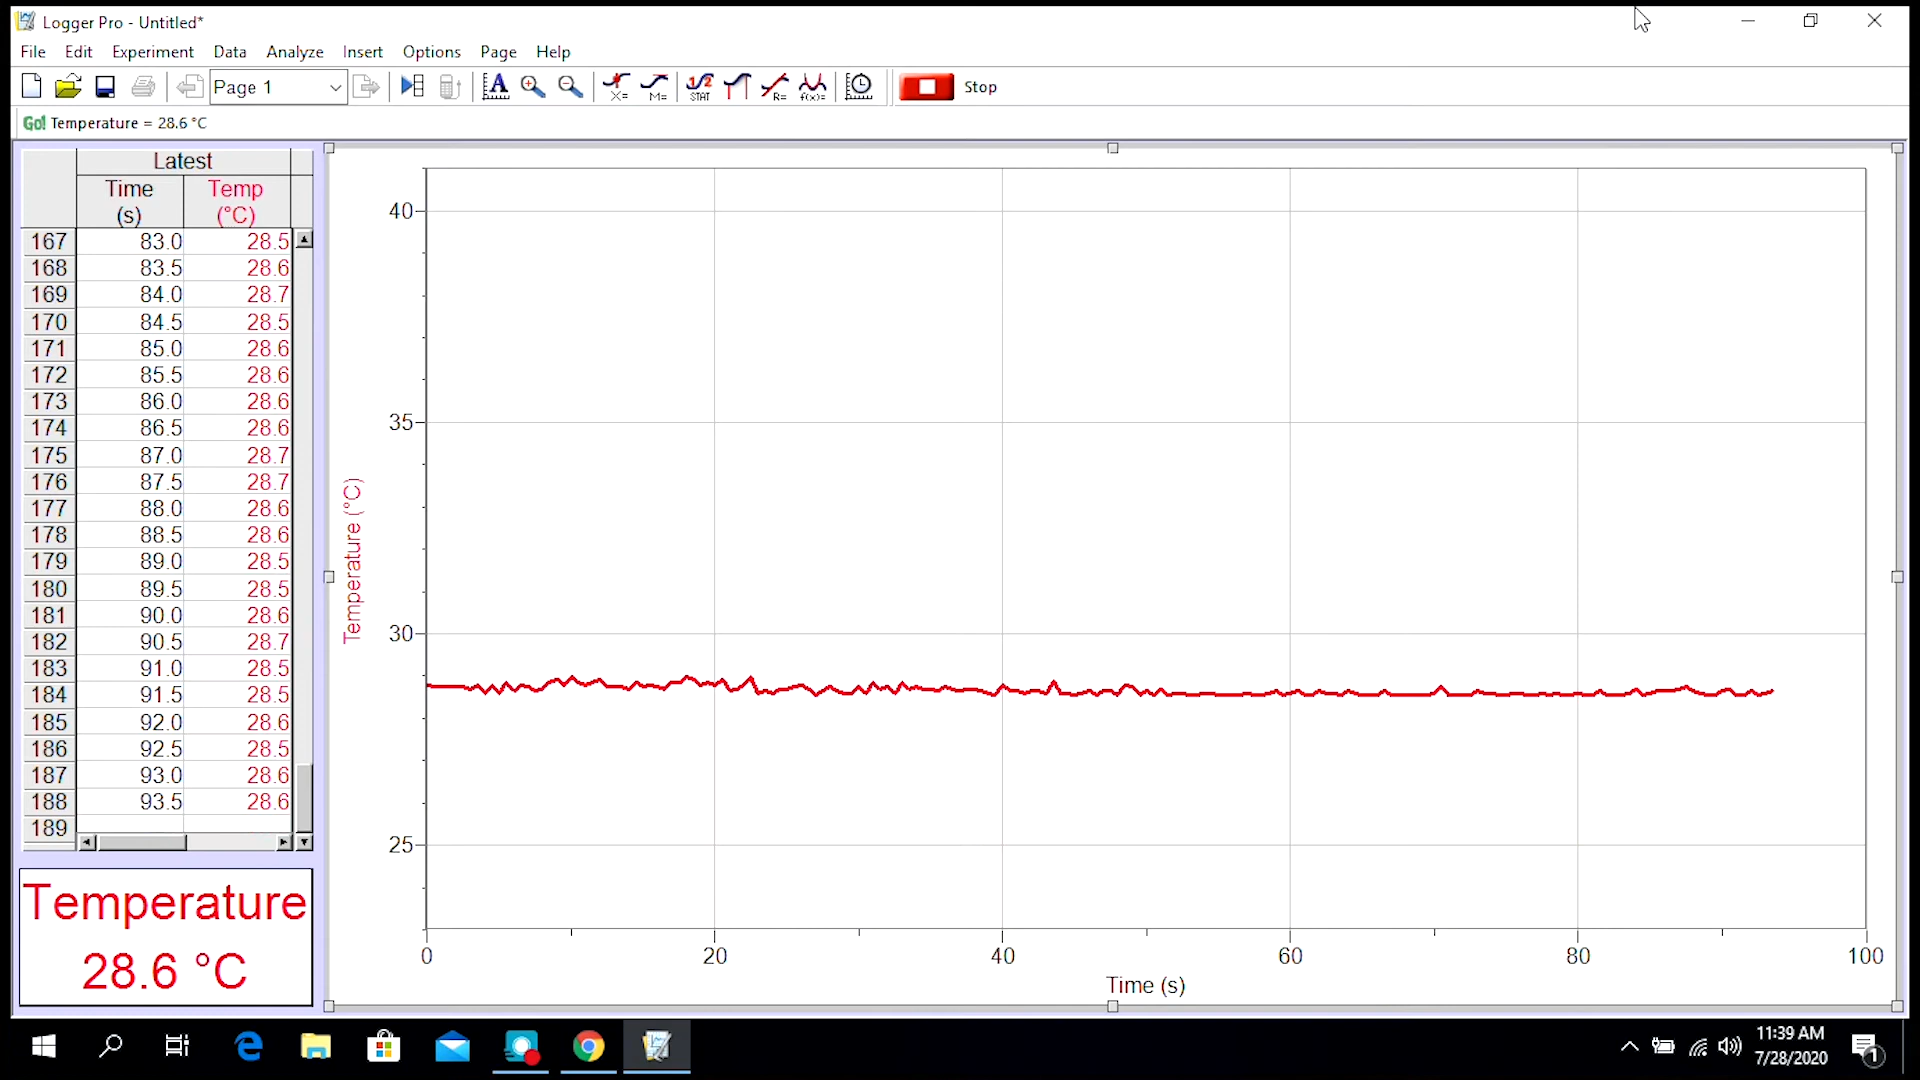 Logger Pro - Untitled*
File Edit Experiment Data Analyze Insert Options Page Help
Page 1 X= M= 1/2 STAT R= f(x)= Stop
Go! Temperature = 28.6 °C
Latest
Time Temp
(s) (°C)
167 83.0 28.5
168 83.5 28.6
169 84.0 28.7
170 84.5 28.5
171 85.0 28.6
172 85.5 28.6
173 86.0 28.6
174 86.5 28.6
175 87.0 28.7
176 87.5 28.7
177 88.0 28.6
178 88.5 28.6
179 89.0 28.5
180 89.5 28.5
181 90.0 28.6
182 90.5 28.7
183 91.0 28.5
184 91.5 28.5
185 92.0 28.6
186 92.5 28.5
187 93.0 28.6
188 93.5 28.6
189
Temperature
28.6 °C
Temperature (°C)
40
35
30
25
0 20 40 60 80 100
Time (s)
11:39 AM
7/28/2020
1